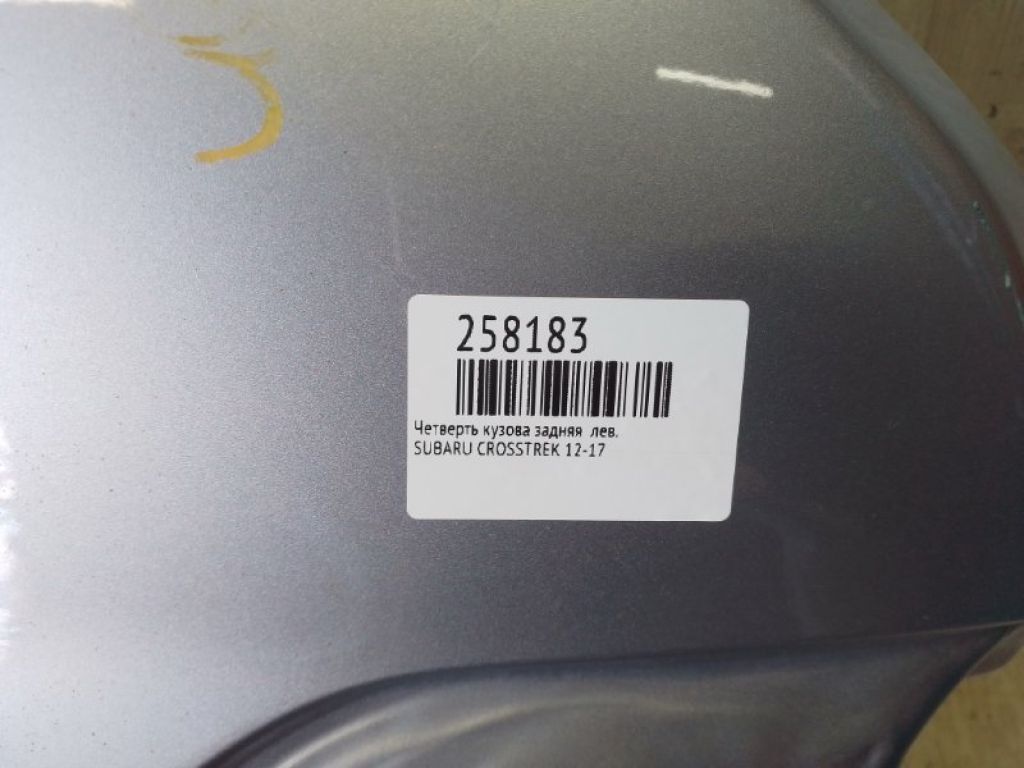 258183
Четверть кузова задняя лев.
SUBARU CROSSTREK 12-17